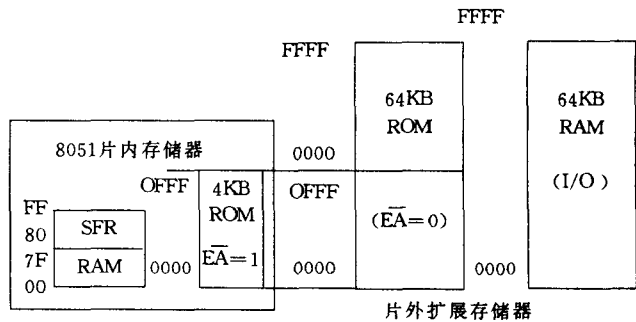 FFFF
FFFF
64KB
ROM
64KB
RAM
(I/O)
8051片内存储器
0000
OFFF
4KB
ROM
OFFF
(E̅A̅=0)
FF
80
7F
00
SFR
RAM
0000
E̅A̅=1
0000
0000
片外扩展存储器